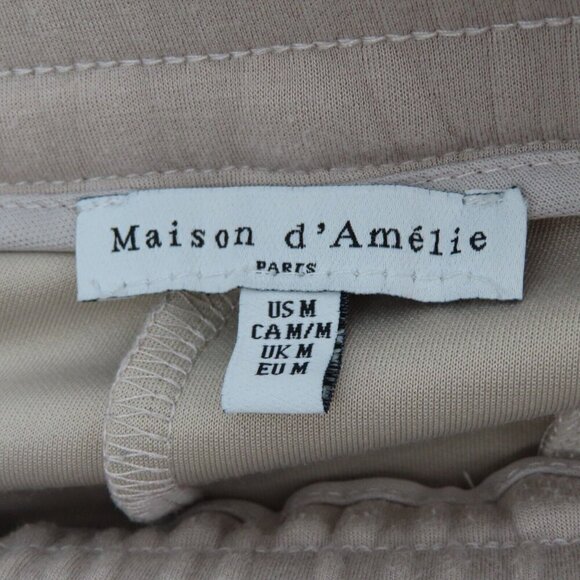 Maison d'Amélie
PARIS
US M
CA M/M
UK M
EU M